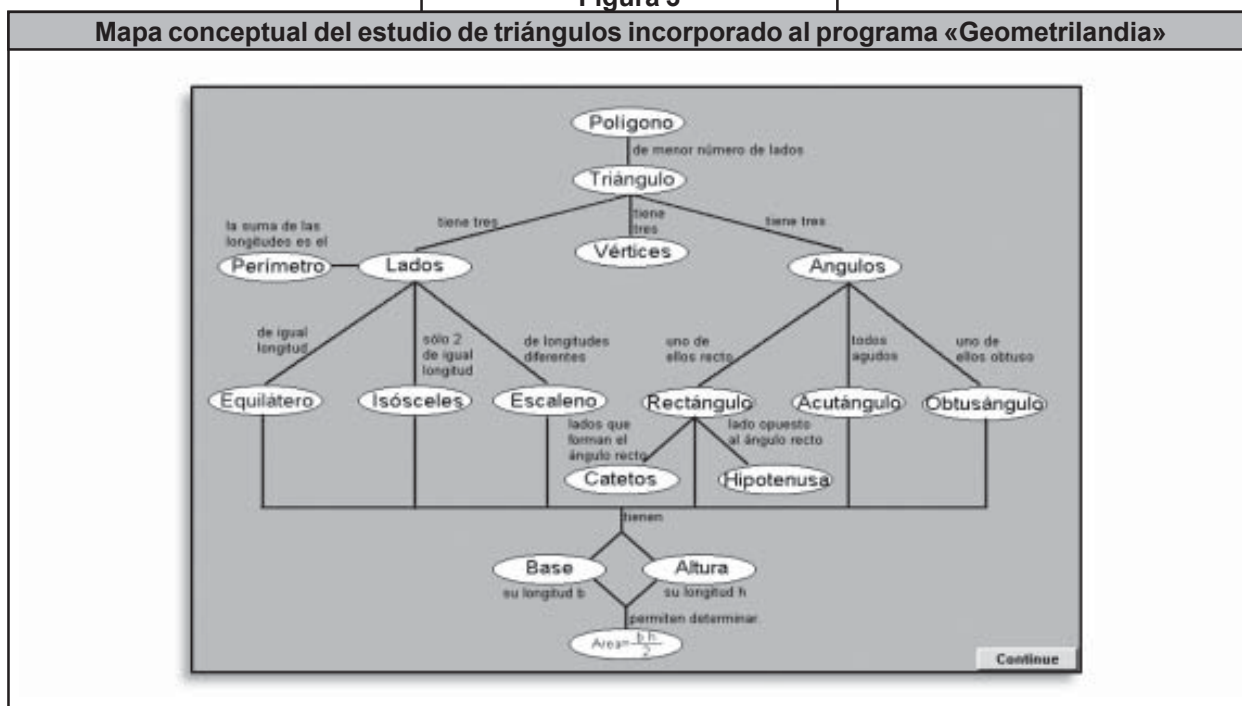 Figura 5
Mapa conceptual del estudio de triángulos incorporado al programa «Geometrilandia»
Polígono
de menor número de lados
Triángulo
tiene tres
tiene
tres
tiene tres
la suma de las
longitudes es el
Perímetro
Lados
Vértices
Angulos
de igual
longitud
sólo 2
de igual
longitud
de longitudes
diferentes
uno de
ellos recto
todos
agudos
uno de
ellos obtuso
Equilátero
Isósceles
Escaleno
Rectángulo
Acutángulo
Obtusángulo
lados que
forman el
ángulo recto
lado opuesto
al ángulo recto
Catetos
Hipotenusa
tienen
Base
Altura
su longitud b
su longitud h
permiten determinar
Area= b h
2
Continue